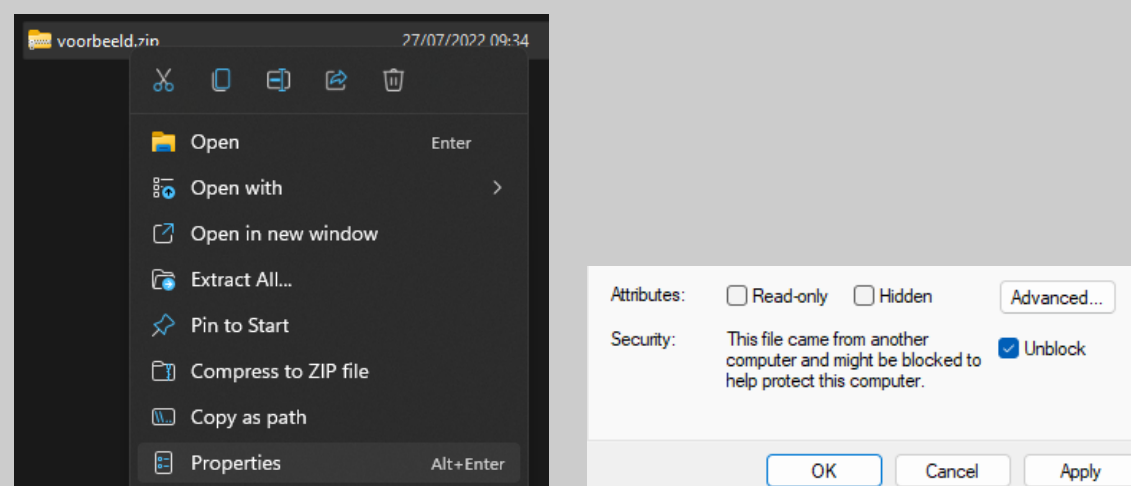 voorbeeld.zip 27/07/2022 09:34
Open Enter
Open with
Open in new window
Extract All...
Pin to Start
Compress to ZIP file
Copy as path
Properties Alt+Enter
Attributes: Read-only Hidden Advanced...
Security: This file came from another
computer and might be blocked to
help protect this computer.
Unblock
OK Cancel Apply